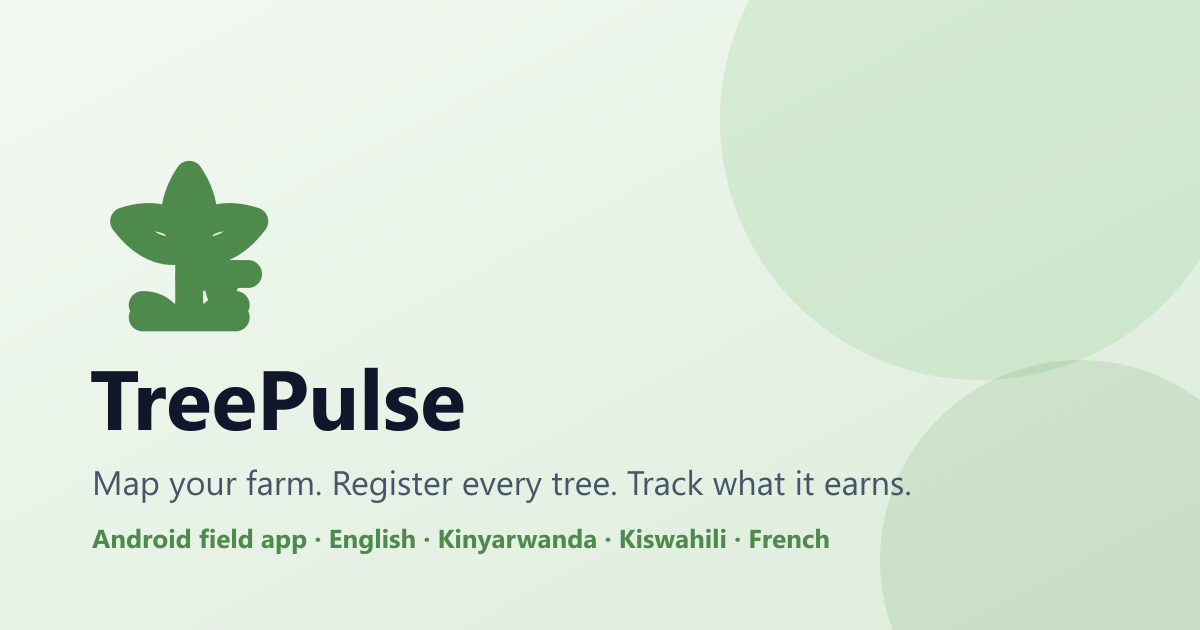 TreePulse
Map your farm. Register every tree. Track what it earns.
Android field app · English · Kinyarwanda · Kiswahili · French